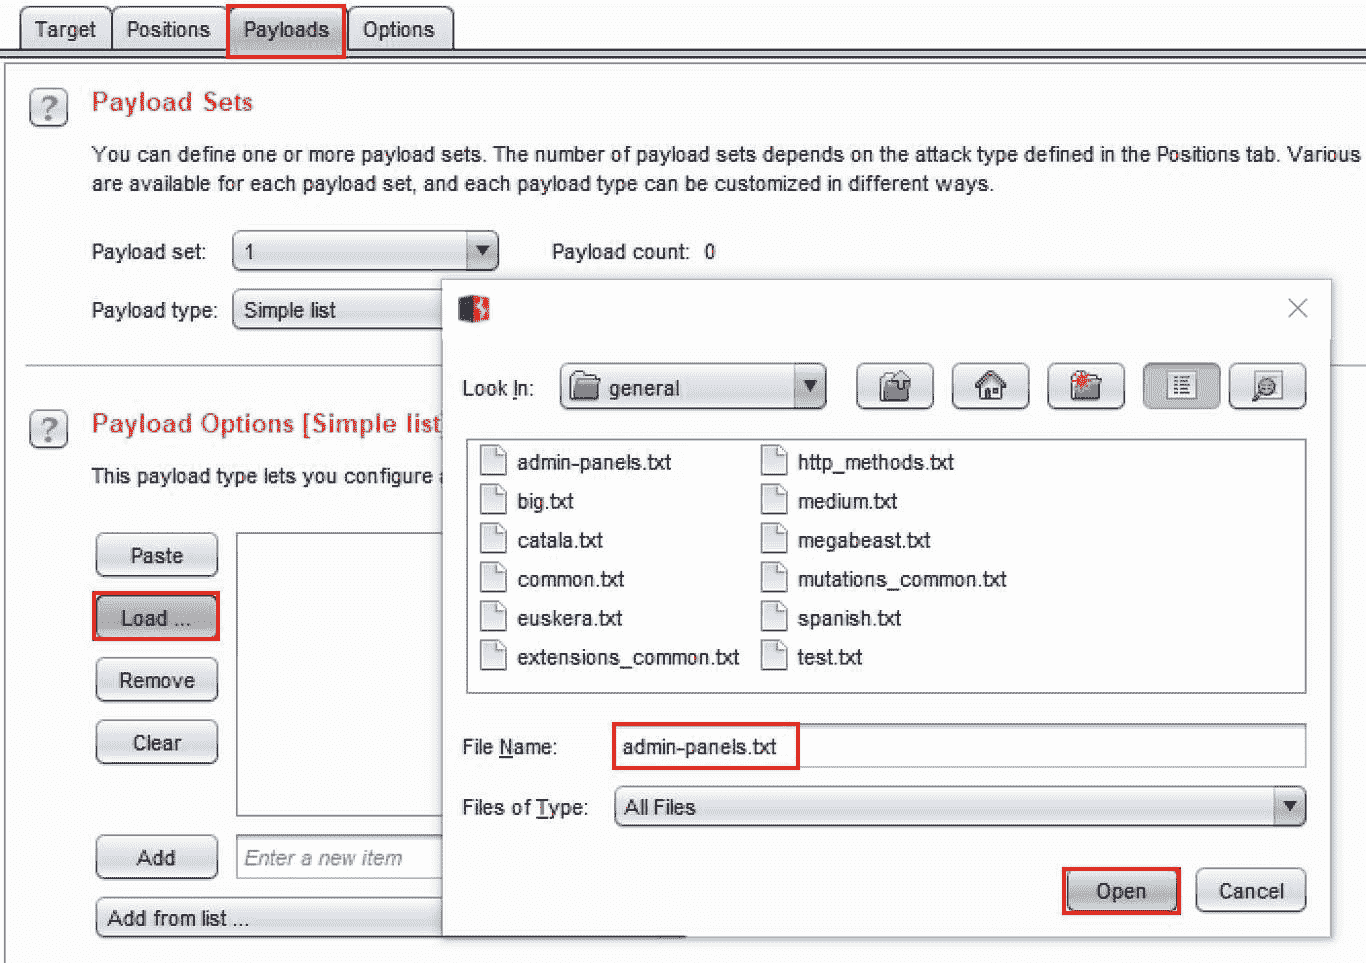 Target Positions Payloads Options
Payload Sets
You can define one or more payload sets. The number of payload sets depends on the attack type defined in the Positions tab. Various
are available for each payload set, and each payload type can be customized in different ways.
Payload set: 1 Payload count: 0
Payload type: Simple list
Look In: general
Payload Options [Simple list]
This payload type lets you configure a
admin-panels.txt http_methods.txt
big.txt medium.txt
catala.txt megabeast.txt
common.txt mutations_common.txt
euskera.txt spanish.txt
extensions_common.txt test.txt
Paste
Load ...
Remove
Clear
File Name: admin-panels.txt
Files of Type: All Files
Add Enter a new item
Open Cancel
Add from list ...